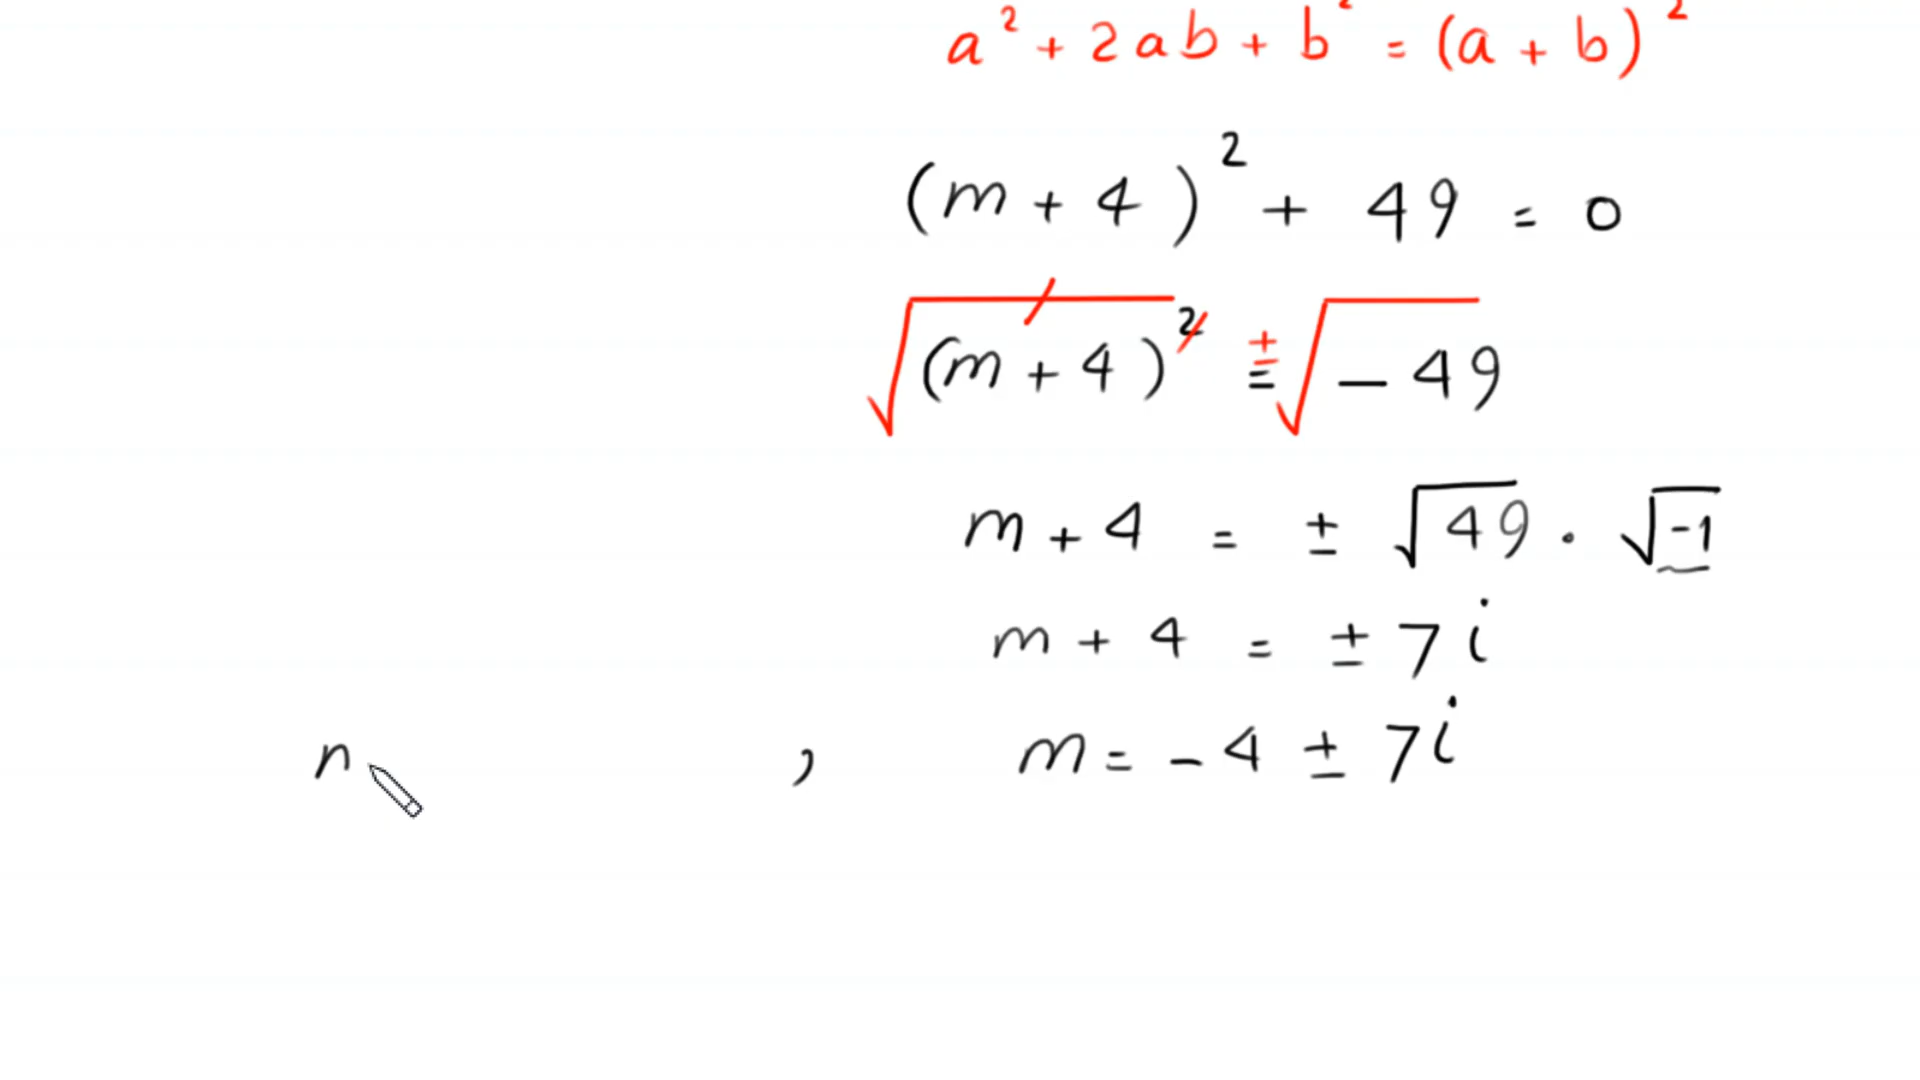 a² + 2ab + b² = (a + b)²
(m + 4)² + 49 = 0
√(m + 4)² = ±√-49
m + 4 = ± √49 · √-1
m + 4 = ± 7i
n , m = -4 ± 7i